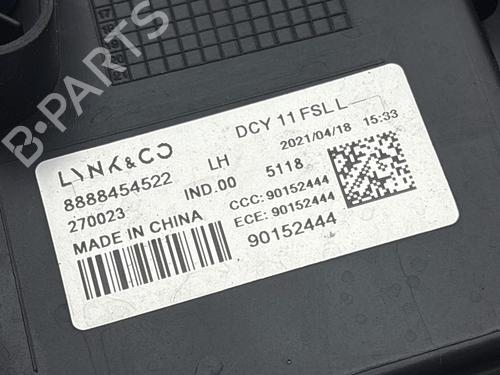 B-PARTS
LYNK&CO
8888454522
270023
MADE IN CHINA
LH
IND.00
DCY 11 FSL L
2021/04/18 15:33
5118
CCC: 90152444
ECE: 90152444
90152444